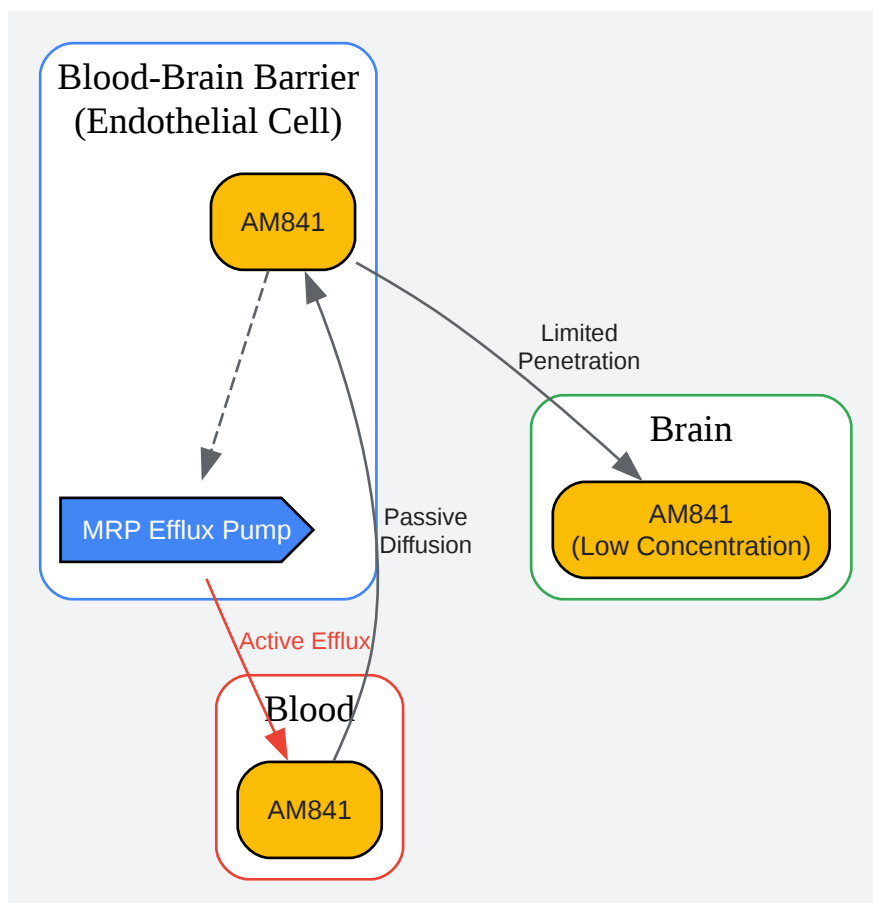 Blood-Brain Barrier
(Endothelial Cell)
AM841
Limited
Penetration
Brain
AM841
(Low Concentration)
MRP Efflux Pump
Passive
Diffusion
Active Efflux
Blood
AM841